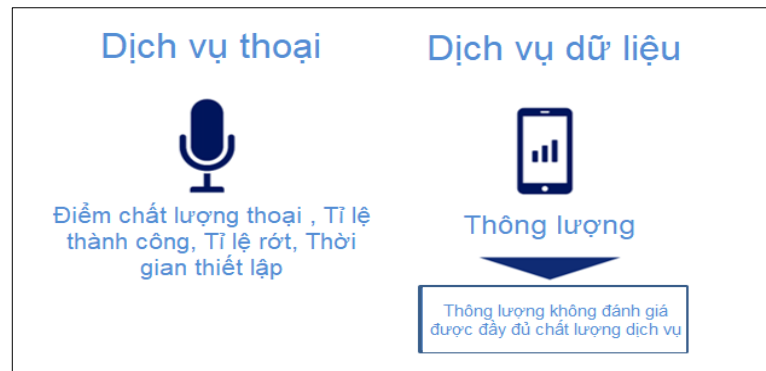 Dịch vụ thoại
Điểm chất lượng thoại , Tỉ lệ
thành công, Tỉ lệ rớt, Thời
gian thiết lập
Dịch vụ dữ liệu
Thông lượng
Thông lượng không đánh giá
được đầy đủ chất lượng dịch vụ